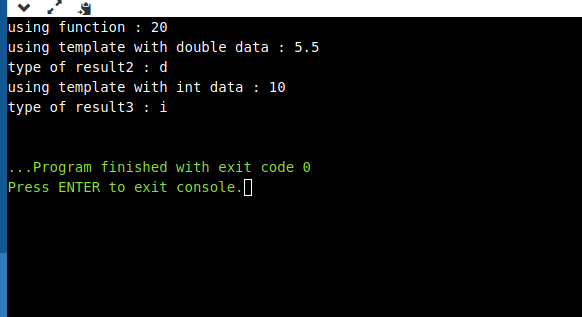 using function : 20
using template with double data : 5.5
type of result2 : d
using template with int data : 10
type of result3 : i
...Program finished with exit code 0
Press ENTER to exit console.